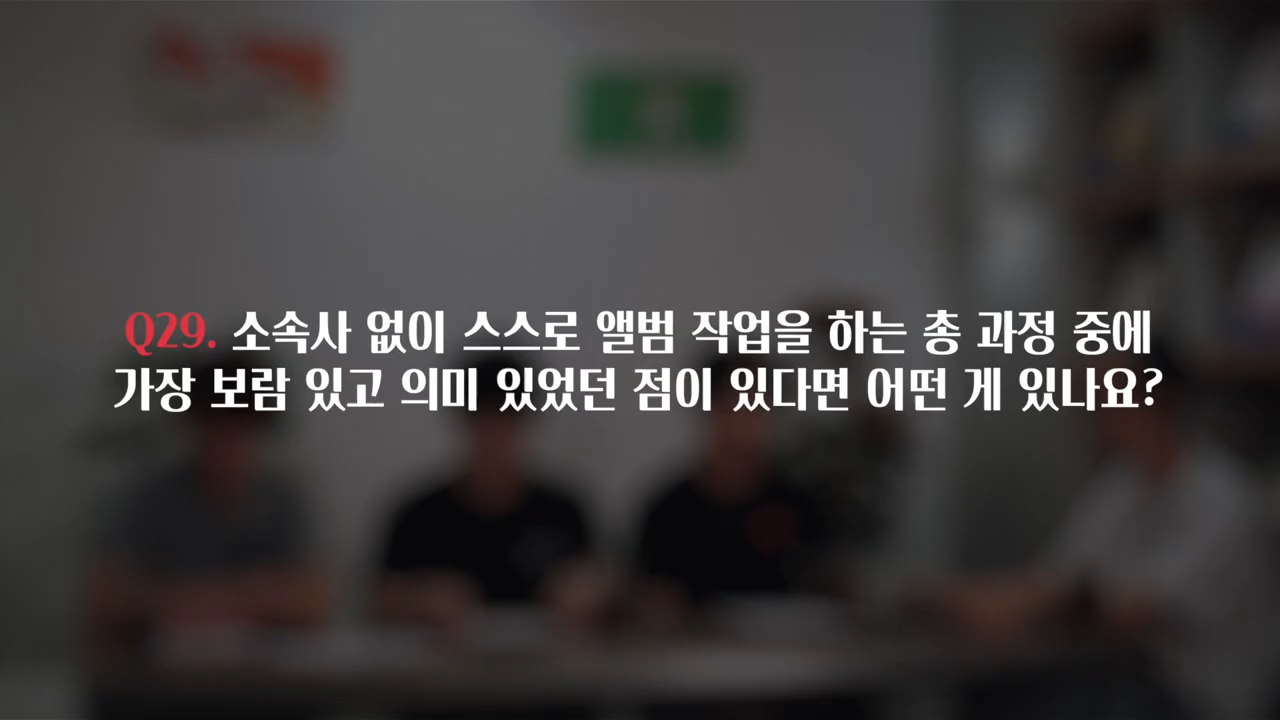 Q29. 소속사 없이 스스로 앨범 작업을 하는 총 과정 중에
가장 보람 있고 의미 있었던 점이 있다면 어떤 게 있나요?